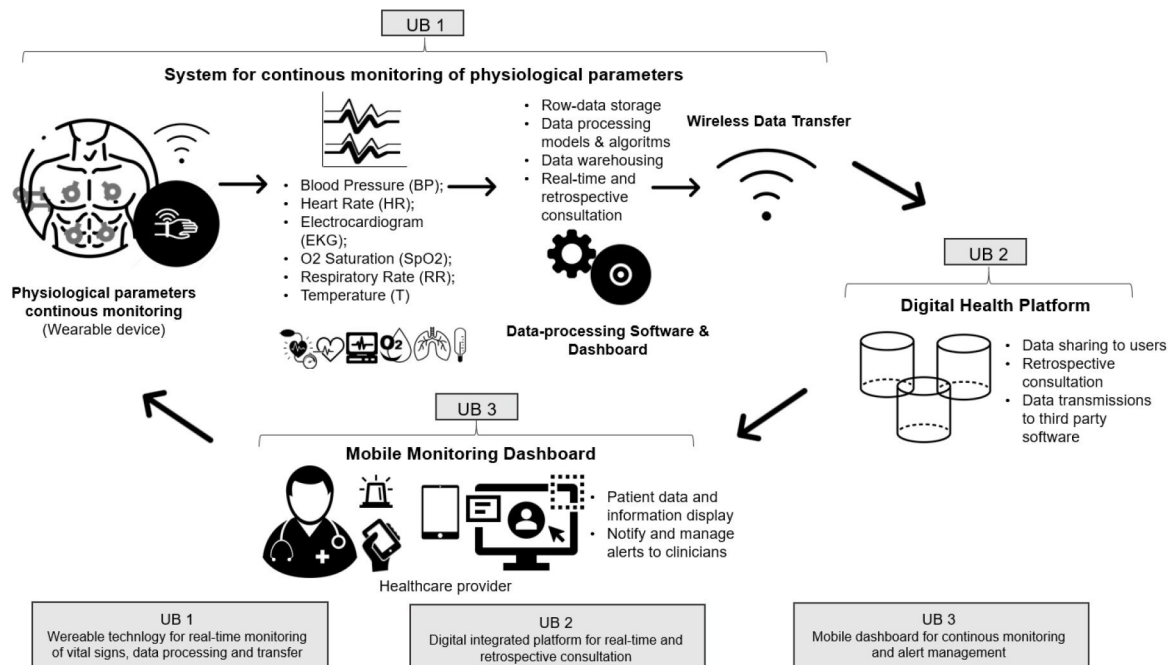 UB 1
System for continous monitoring of physiological parameters
Physiological parameters
continous monitoring
(Wearable device)
• Blood Pressure (BP);
• Heart Rate (HR);
• Electrocardiogram
(EKG);
• O2 Saturation (SpO2);
• Respiratory Rate (RR);
• Temperature (T)
O2
• Row-data storage
• Data processing
models & algoritms
• Data warehousing
• Real-time and
retrospective
consultation
Data-processing Software &
Dashboard
Wireless Data Transfer
UB 2
Digital Health Platform
• Data sharing to users
• Retrospective
consultation
• Data transmissions
to third party
software
UB 3
Mobile Monitoring Dashboard
• Patient data and
information display
• Notify and manage
alerts to clinicians
Healthcare provider
UB 1
Wereable technlogy for real-time monitoring
of vital signs, data processing and transfer
UB 2
Digital integrated platform for real-time and
retrospective consultation
UB 3
Mobile dashboard for continous monitoring
and alert management